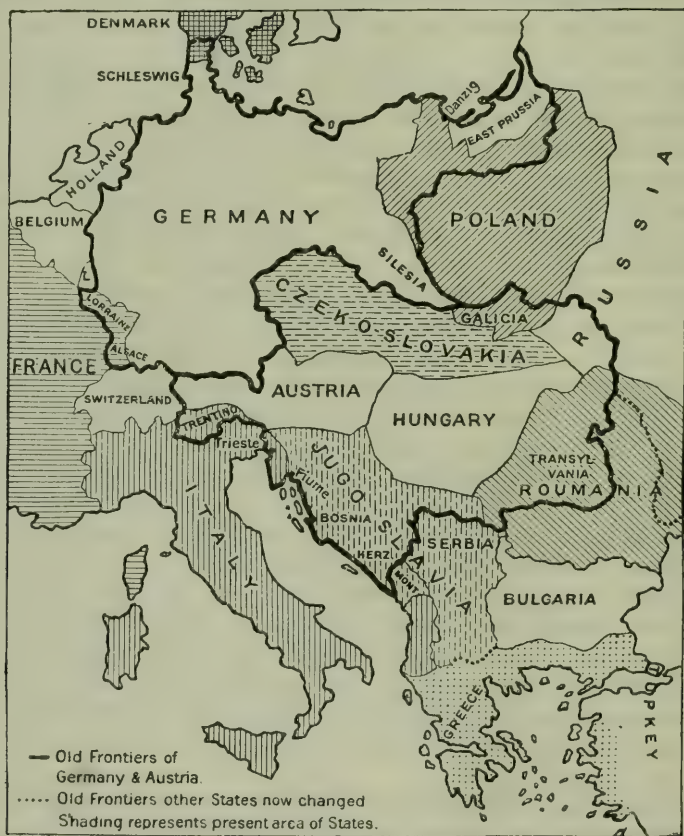 DENMARK
SCHLESWIG
HOLLAND
BELGIUM
GERMANY
Danzig
EAST PRUSSIA
POLAND
RUSSIA
SILESIA
L.
LORRAINE
ALSACE
FRANCE
CZEKO-SLOVAKIA
GALICIA
SWITZERLAND
AUSTRIA
HUNGARY
TRENTINO
Trieste
Fiume
JUGO SLAVIA
TRANSYL-
VANIA
ROUMANIA
ITALY
BOSNIA
HERZ.
MONT.
SERBIA
BULGARIA
GREECE
TURKEY
Old Frontiers of
Germany & Austria.
Old Frontiers other States now changed
Shading represents present area of States.